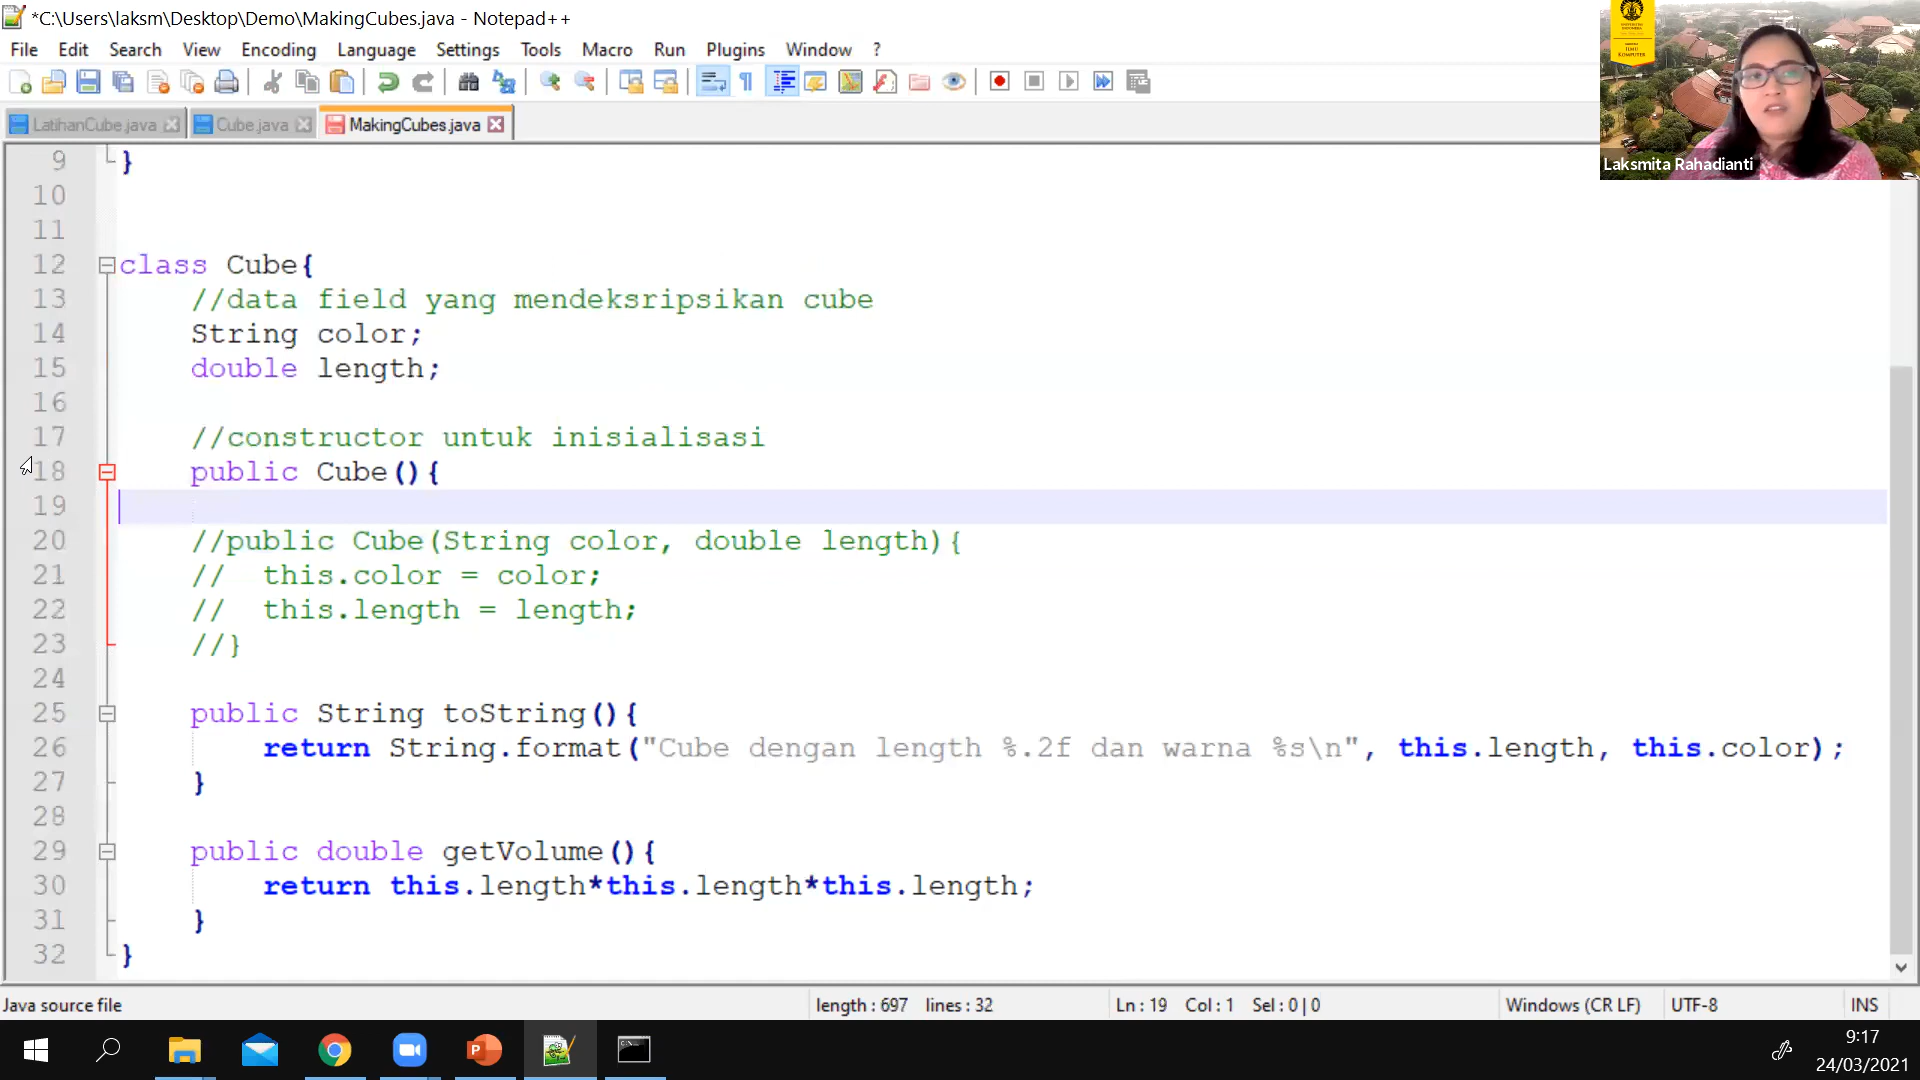 *C:\Users\laksm\Desktop\Demo\MakingCubes.java - Notepad++
File Edit Search View Encoding Language Settings Tools Macro Run Plugins Window ?
LatihanCube.java Cube.java MakingCubes.java
Laksmita Rahadianti
9 }
10
11
12 class Cube{
13 //data field yang mendeksripsikan cube
14 String color;
15 double length;
16
17 //constructor untuk inisialisasi
18 public Cube(){
19
20 //public Cube(String color, double length){
21 // this.color = color;
22 // this.length = length;
23 //}
24
25 public String toString(){
26 return String.format("Cube dengan length %.2f dan warna %s\n", this.length, this.color);
27 }
28
29 public double getVolume(){
30 return this.length*this.length*this.length;
31 }
32 }
Java source file length : 697 lines : 32 Ln : 19 Col : 1 Sel : 0 | 0 Windows (CR LF) UTF-8 INS
9:17
24/03/2021